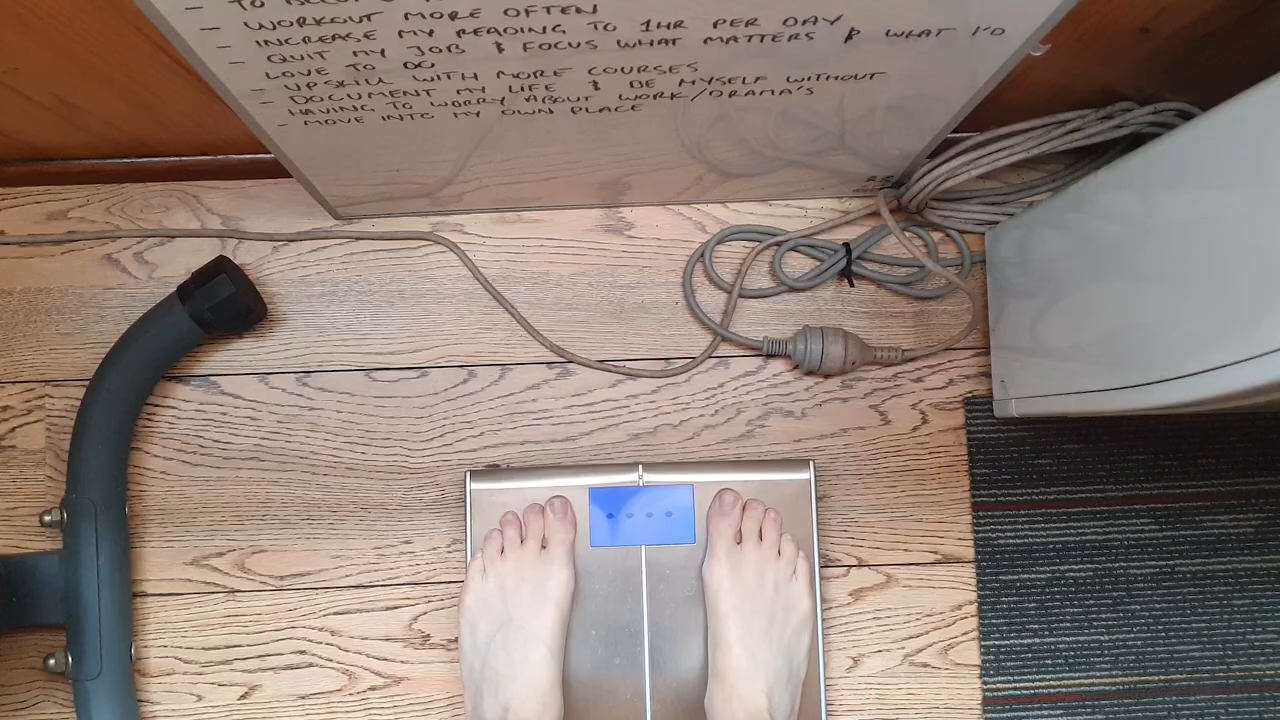 - TO
- WORKOUT MORE OFTEN
- INCREASE MY READING TO 1HR PER DAY
- QUIT MY JOB & FOCUS WHAT MATTERS & WHAT I'D
LOVE TO DO
- UPSKILL WITH MORE COURSES
- DOCUMENT MY LIFE & BE MYSELF WITHOUT
HAVING TO WORRY ABOUT WORK/DRAMA'S
- MOVE INTO MY OWN PLACE